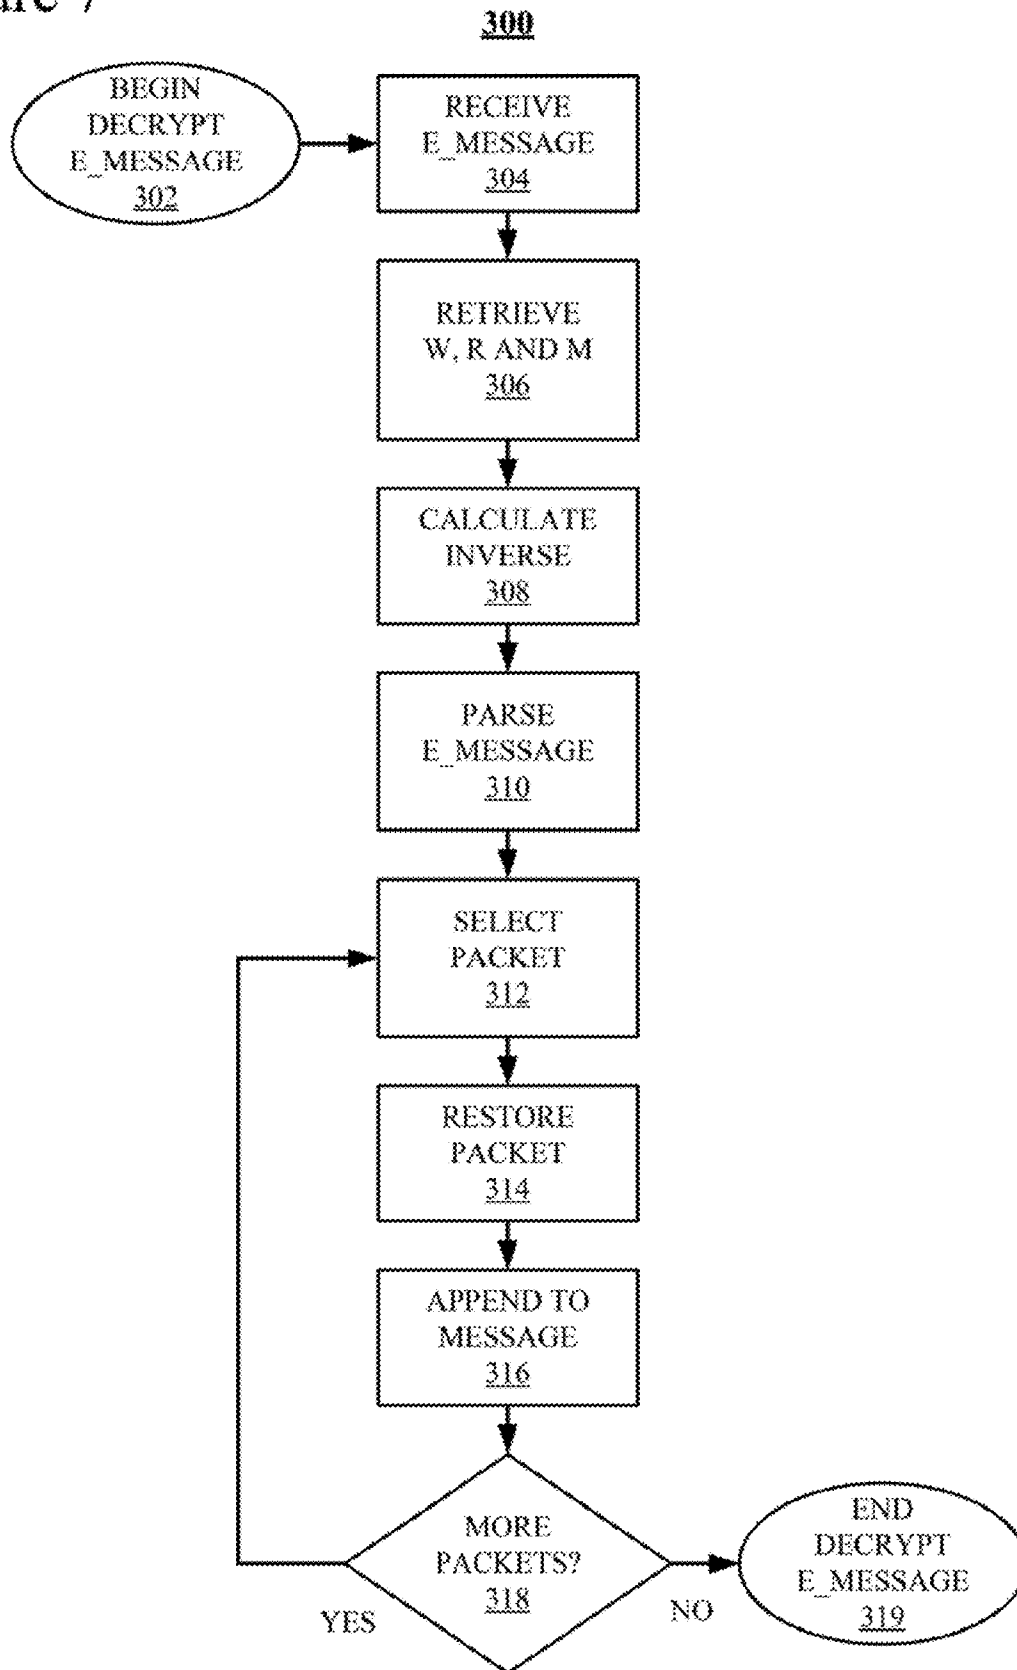 300
BEGIN
DECRYPT
E_MESSAGE
302
RECEIVE
E_MESSAGE
304
RETRIEVE
W, R AND M
306
CALCULATE
INVERSE
308
PARSE
E_MESSAGE
310
SELECT
PACKET
312
RESTORE
PACKET
314
APPEND TO
MESSAGE
316
MORE
PACKETS?
318
YES
NO
END
DECRYPT
E_MESSAGE
319